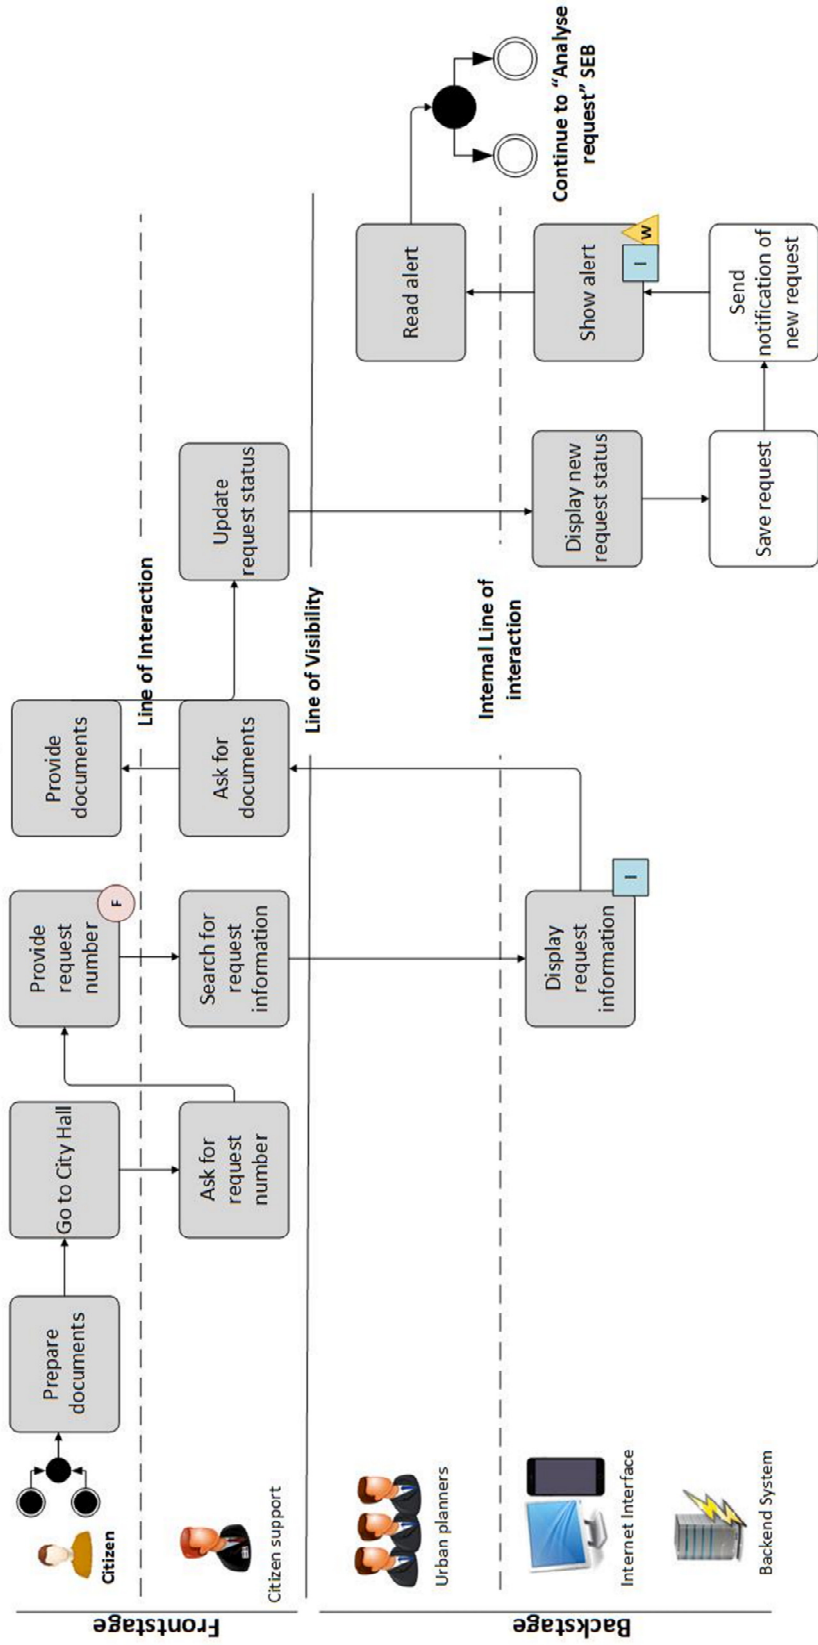 Frontstage
Citizen
Prepare
documents
Go to City Hall
Provide
request
number
F
Provide
documents
Line of Interaction
Citizen support
Ask for
request
number
Search for
request
information
Ask for
documents
Update
request status
Line of Visibility
Backstage
Urban planners
Read alert
Continue to "Analyse
request" SEB
Internal Line of
interaction
Internet Interface
Display
request
information
I
Display new
request status
Show alert
I
W
Backend System
Save request
Send
notification of
new request